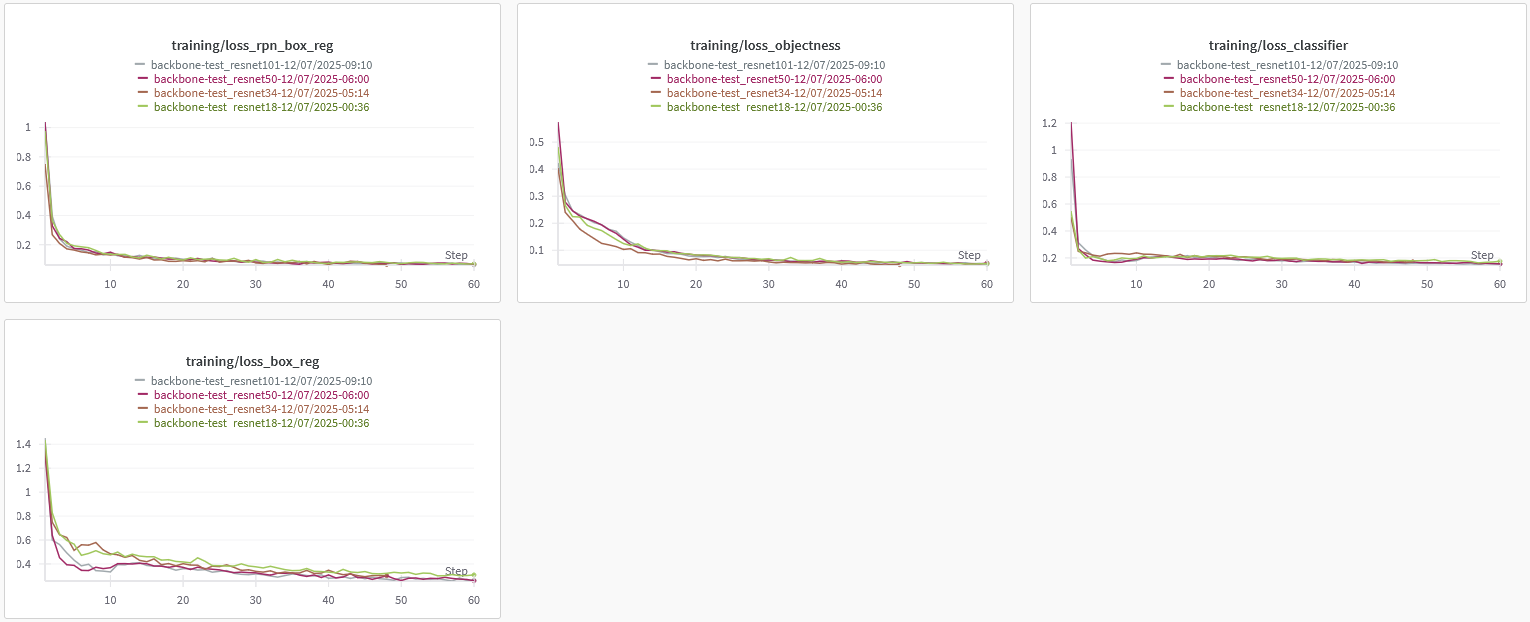 training/loss_rpn_box_reg
backbone-test_resnet101-12/07/2025-09:10
backbone-test_resnet50-12/07/2025-06:00
backbone-test_resnet34-12/07/2025-05:14
backbone-test resnet18-12/07/2025-00:36
1
0.8
0.6
0.4
0.2
Step
10 20 30 40 50 60
training/loss_objectness
backbone-test_resnet101-12/07/2025-09:10
backbone-test_resnet50-12/07/2025-06:00
backbone-test_resnet34-12/07/2025-05:14
backbone-test resnet18-12/07/2025-00:36
0.5
0.4
0.3
0.2
0.1
Step
10 20 30 40 50 60
training/loss_classifier
backbone-test_resnet101-12/07/2025-09:10
backbone-test_resnet50-12/07/2025-06:00
backbone-test_resnet34-12/07/2025-05:14
backbone-test resnet18-12/07/2025-00:36
1.2
1
0.8
0.6
0.4
0.2
Step
10 20 30 40 50 60
training/loss_box_reg
backbone-test_resnet101-12/07/2025-09:10
backbone-test_resnet50-12/07/2025-06:00
backbone-test_resnet34-12/07/2025-05:14
backbone-test resnet18-12/07/2025-00:36
1.4
1.2
1
0.8
0.6
0.4
Step
10 20 30 40 50 60